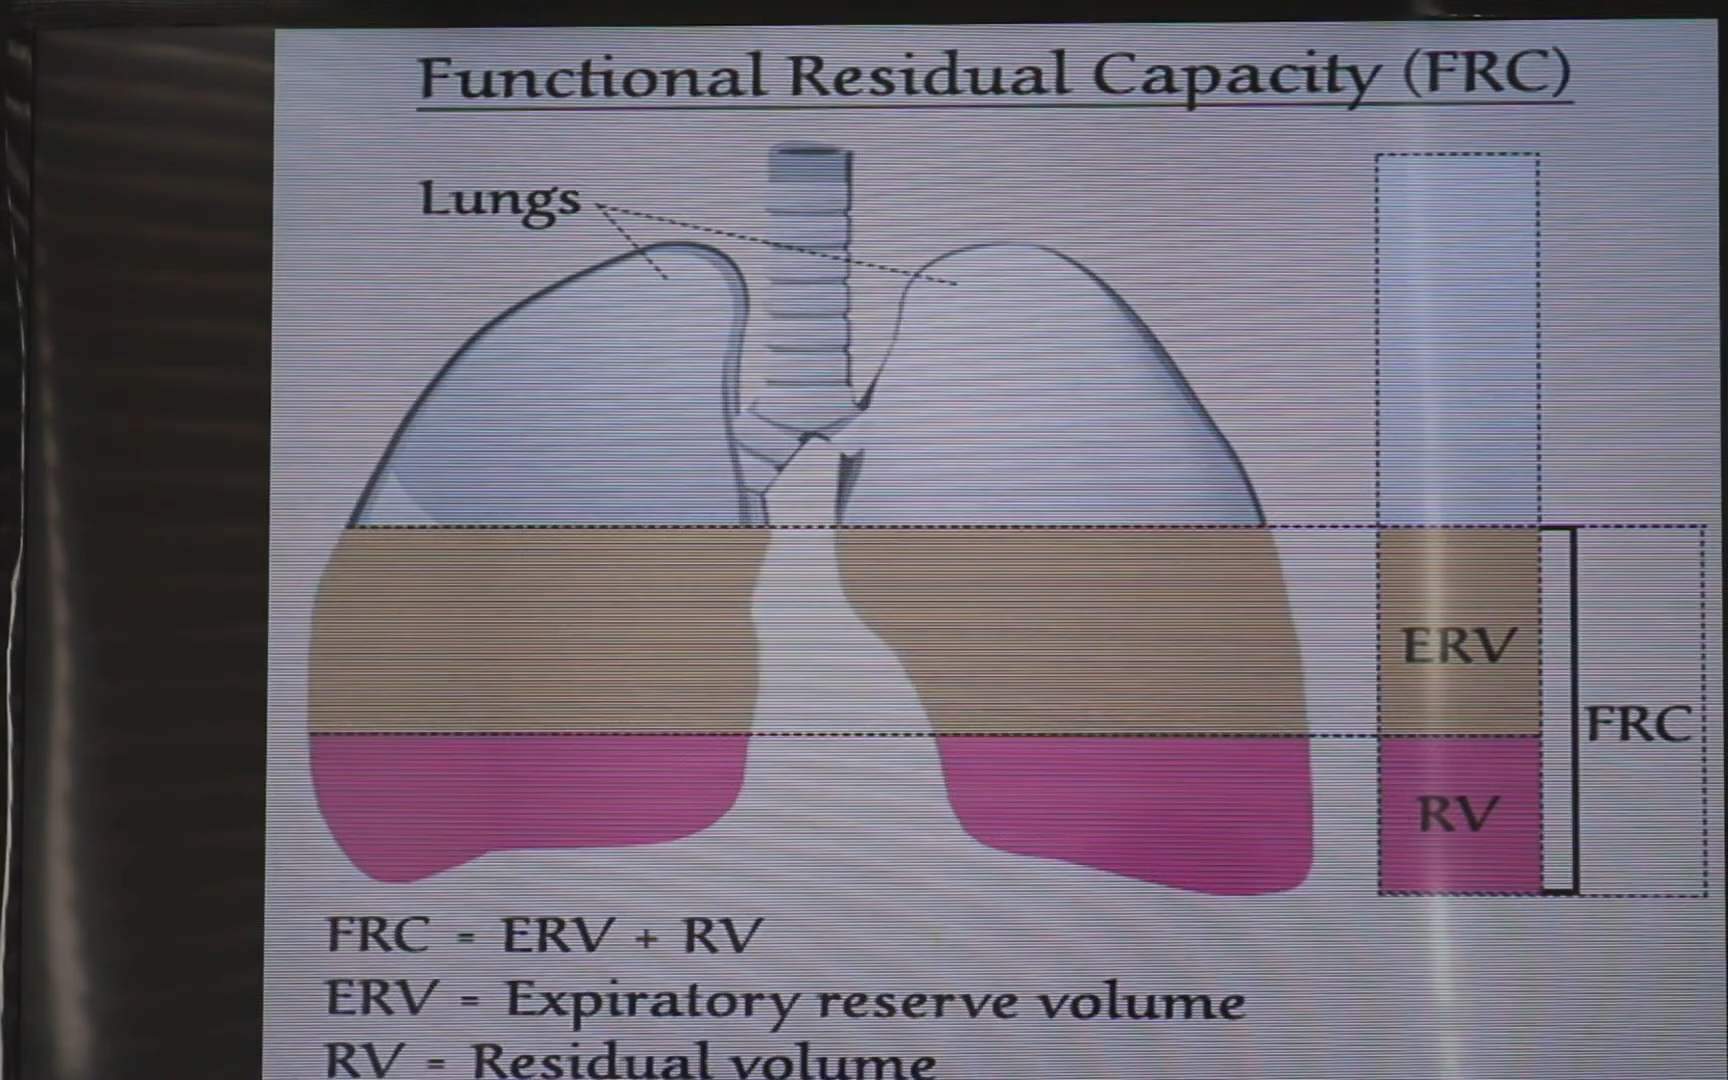 Functional Residual Capacity (FRC)
Lungs
ERV
FRC
RV
FRC = ERV + RV
ERV = Expiratory reserve volume
RV = Residual volume